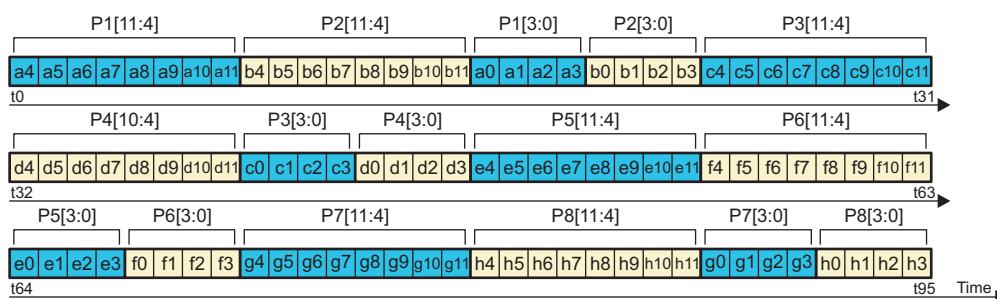 P1[11:4] P2[11:4] P1[3:0] P2[3:0] P3[11:4]
a4 a5 a6 a7 a8 a9 a10 a11 b4 b5 b6 b7 b8 b9 b10 b11 a0 a1 a2 a3 b0 b1 b2 b3 c4 c5 c6 c7 c8 c9 c10 c11
t0 t31
P4[10:4] P3[3:0] P4[3:0] P5[11:4] P6[11:4]
d4 d5 d6 d7 d8 d9 d10 d11 c0 c1 c2 c3 d0 d1 d2 d3 e4 e5 e6 e7 e8 e9 e10 e11 f4 f5 f6 f7 f8 f9 f10 f11
t32 t63
P5[3:0] P6[3:0] P7[11:4] P8[11:4] P7[3:0] P8[3:0]
e0 e1 e2 e3 f0 f1 f2 f3 g4 g5 g6 g7 g8 g9 g10 g11 h4 h5 h6 h7 h8 h9 h10 h11 g0 g1 g2 g3 h0 h1 h2 h3
t64 t95 Time